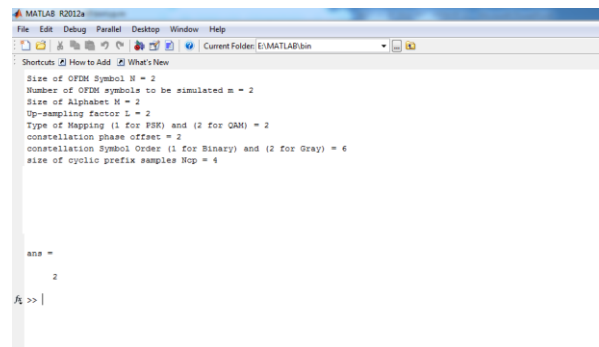 MATLAB R2012a
File Edit Debug Parallel Desktop Window Help
Current Folder: E:\MATLAB\bin
Shortcuts How to Add What's New
Size of OFDM Symbol N = 2
Number of OFDM symbols to be simulated m = 2
Size of Alphabet M = 2
Up-sampling factor L = 2
Type of Mapping (1 for PSK) and (2 for QAM) = 2
constellation phase offset = 2
constellation Symbol Order (1 for Binary) and (2 for Gray) = 6
size of cyclic prefix samples Ncp = 4
ans =
2
fx >>